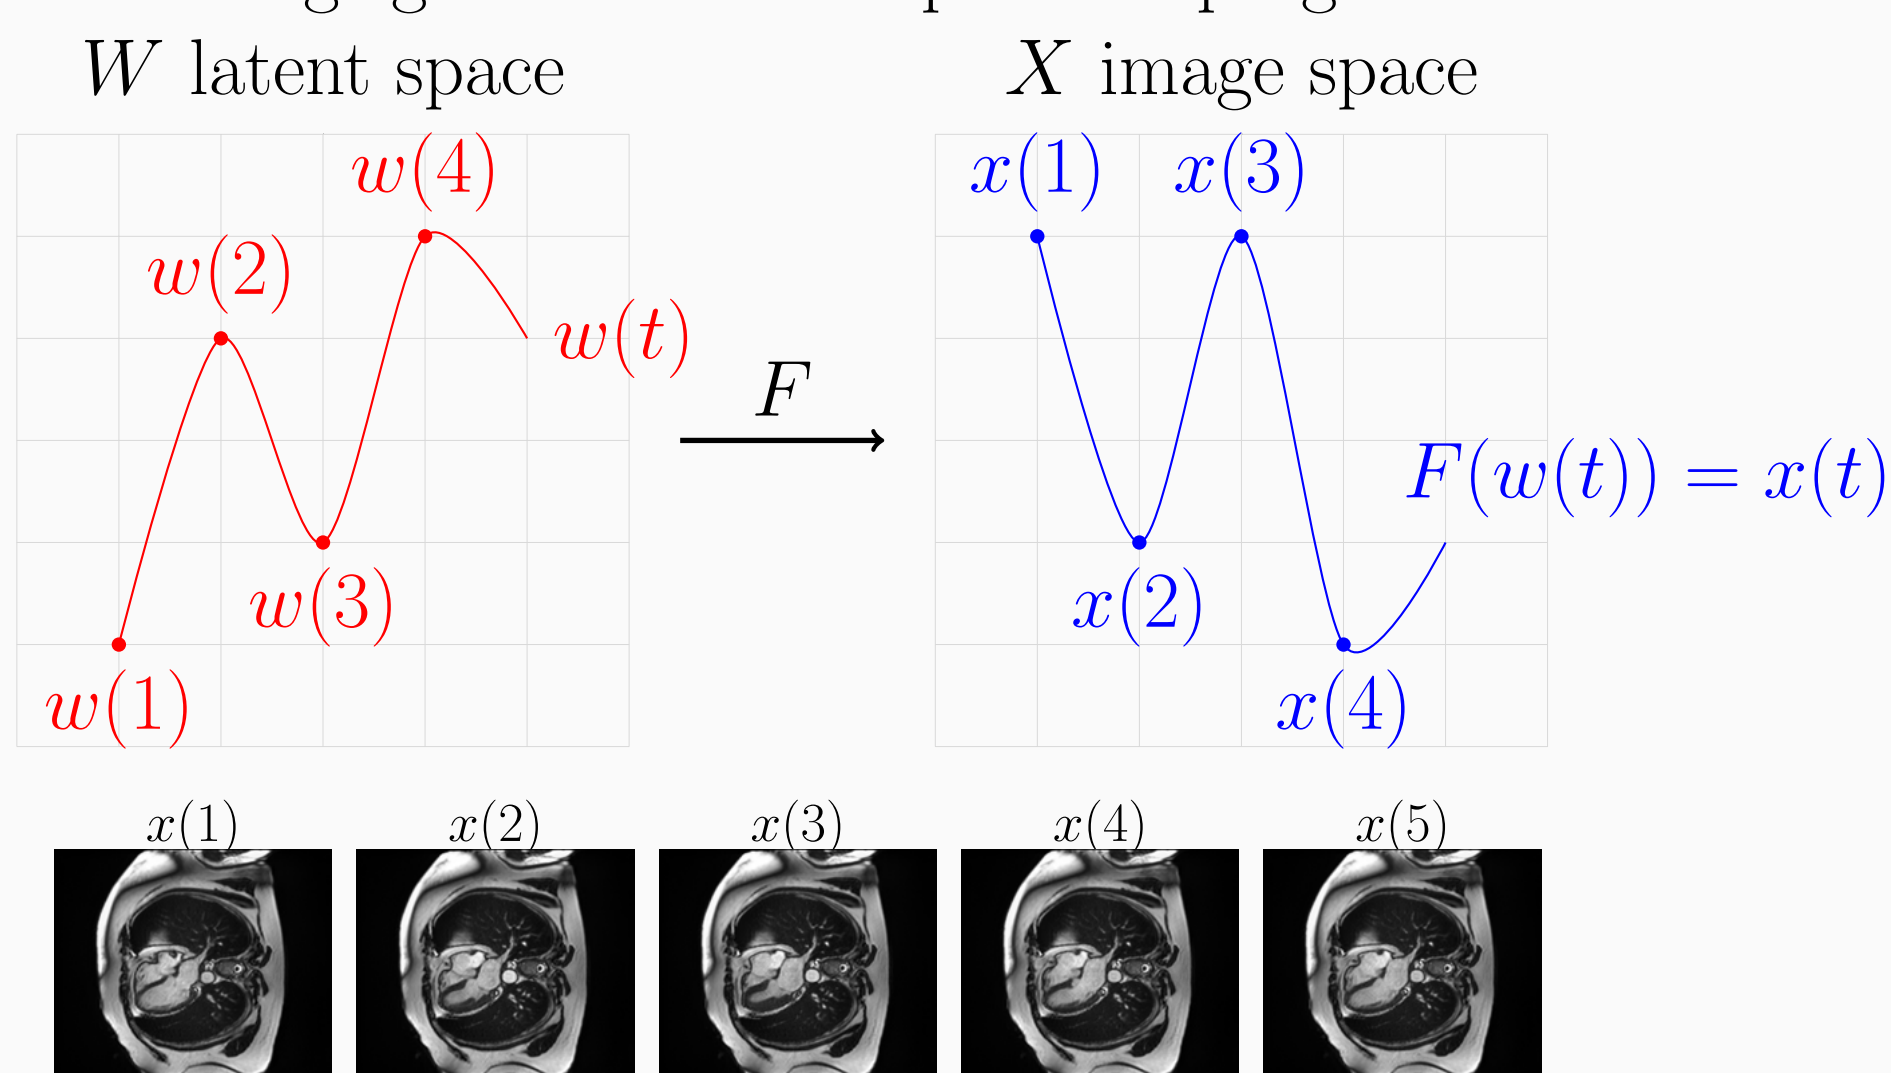 W latent space
X image space
w(4)
w(2)
w(t)
w(3)
w(1)
F
x(1)
x(3)
F(w(t)) = x(t)
x(2)
x(4)
x(1)
x(2)
x(3)
x(4)
x(5)